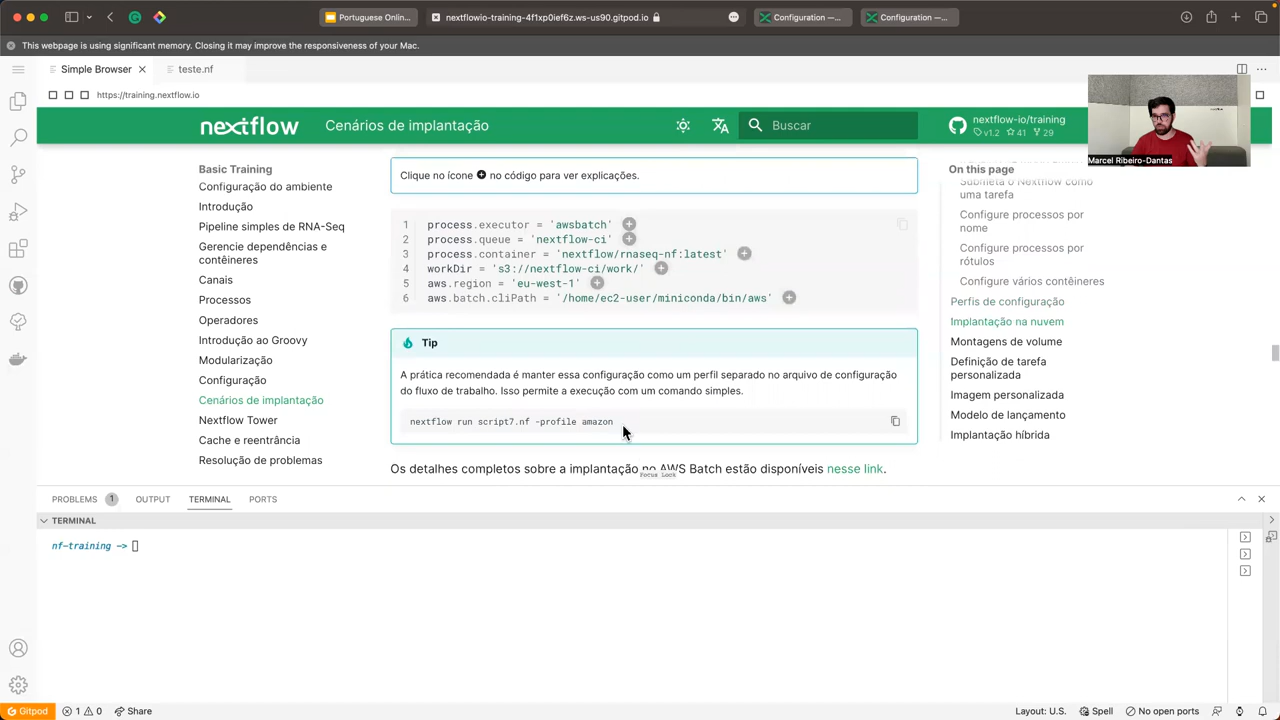 Portuguese Online...
nextflowio-training-4f1xp0ief6z.ws-us90.gitpod.io
Configuration —...
Configuration —...
This webpage is using significant memory. Closing it may improve the responsiveness of your Mac.
Simple Browser
teste.nf
https://training.nextflow.io
nextflow
Cenários de implantação
Buscar
nextflow-io/training
v1.2 41 29
Marcel Ribeiro-Dantas
Basic Training
Configuração do ambiente
Introdução
Pipeline simples de RNA-Seq
Gerencie dependências e
contêineres
Canais
Processos
Operadores
Introdução ao Groovy
Modularização
Configuração
Cenários de implantação
Nextflow Tower
Cache e reentrância
Resolução de problemas
Clique no ícone no código para ver explicações.
1 process.executor = 'awsbatch'
2 process.queue = 'nextflow-ci'
3 process.container = 'nextflow/rnaseq-nf:latest'
4 workDir = 's3://nextflow-ci/work/'
5 aws.region = 'eu-west-1'
6 aws.batch.cliPath = '/home/ec2-user/miniconda/bin/aws'
Tip
A prática recomendada é manter essa configuração como um perfil separado no arquivo de configuração
do fluxo de trabalho. Isso permite a execução com um comando simples.
nextflow run script7.nf -profile amazon
Os detalhes completos sobre a implantação no AWS Batch estão disponíveis nesse link.
Focus Lock
On this page
Submeta o Nextflow como
uma tarefa
Configure processos por
nome
Configure processos por
rótulos
Configure vários contêineres
Perfis de configuração
Implantação na nuvem
Montagens de volume
Definição de tarefa
personalizada
Imagem personalizada
Modelo de lançamento
Implantação híbrida
PROBLEMS 1 OUTPUT TERMINAL PORTS
TERMINAL
nf-training ->
Gitpod
1 0
Share
Layout: U.S.
Spell
No open ports